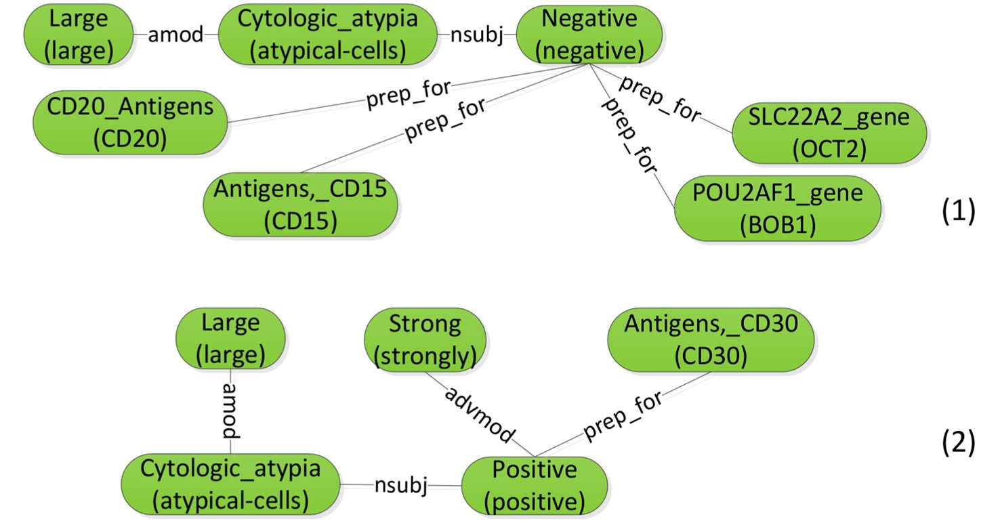 Large
(large)
amod
Cytologic_atypia
(atypical-cells)
nsubj
Negative
(negative)
prep_for
prep_for
prep_for
prep_for
CD20_Antigens
(CD20)
SLC22A2_gene
(OCT2)
Antigens,_CD15
(CD15)
POU2AF1_gene
(BOB1)
(1)
Large
(large)
Strong
(strongly)
Antigens,_CD30
(CD30)
amod
advmod
prep_for
(2)
Cytologic_atypia
(atypical-cells)
nsubj
Positive
(positive)